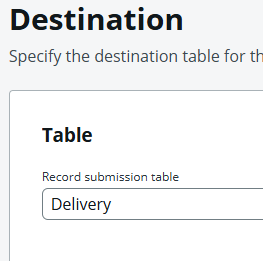 Destination
Specify the destination table for
Table
Record submission table
Delivery